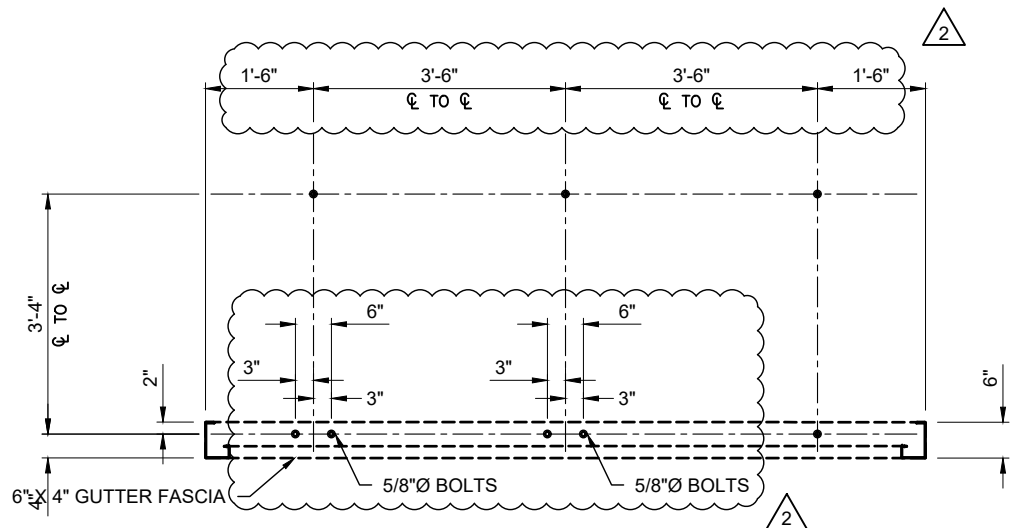 2
1'-6"
3'-6"
3'-6"
1'-6"
℄ TO ℄
℄ TO ℄
3'-4"
℄ TO ℄
6"
6"
3"
3"
3"
3"
2"
6"
4"
6" X 4" GUTTER FASCIA
5/8"Ø BOLTS
5/8"Ø BOLTS
2